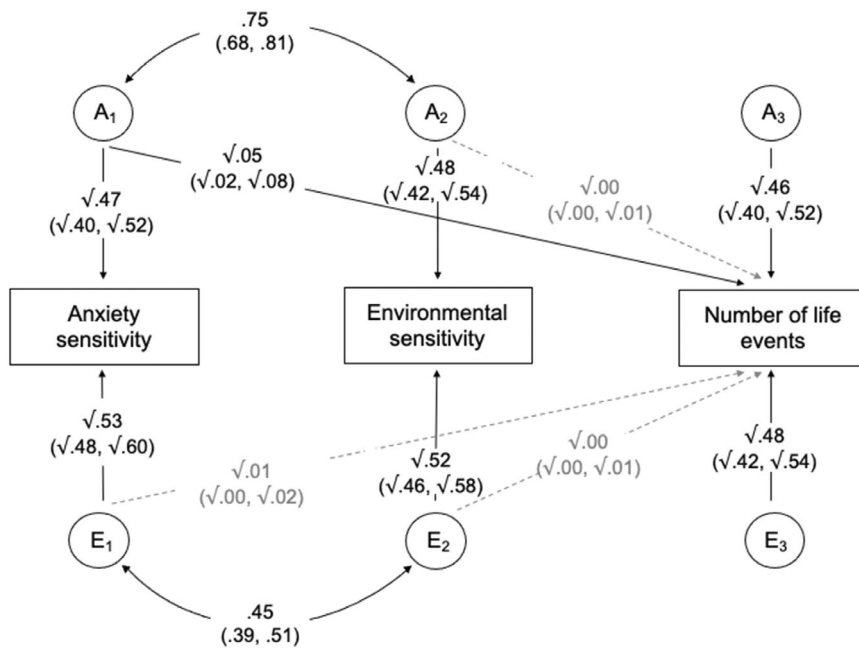 .75
(.68, .81)
A₁
A₂
A₃
√.05
(√.02, √.08)
√.48
(√.42, √.54)
√.00
(√.00, √.01)
√.47
(√.40, √.52)
√.46
(√.40, √.52)
Anxiety
sensitivity
Environmental
sensitivity
Number of life
events
√.53
(√.48, √.60)
√.01
(√.00, √.02)
√.52
(√.46, √.58)
√.00
(√.00, √.01)
√.48
(√.42, √.54)
E₁
E₂
E₃
.45
(.39, .51)